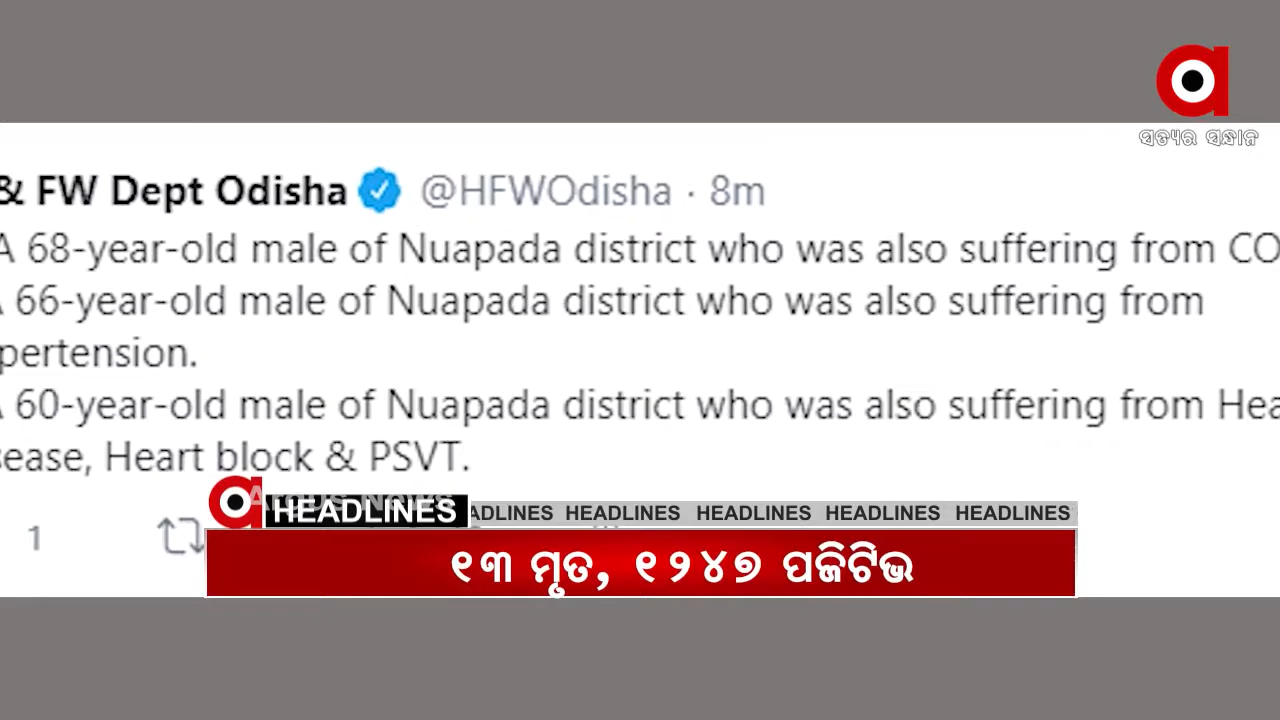 ସତ୍ୟର ସନ୍ଧାନ
& FW Dept Odisha @HFWOdisha · 8m
A 68-year-old male of Nuapada district who was also suffering from CO
66-year-old male of Nuapada district who was also suffering from
pertension.
60-year-old male of Nuapada district who was also suffering from Hea
sease, Heart block & PSVT.
1
Argus News
HEADLINES ADLINES HEADLINES HEADLINES HEADLINES HEADLINES
୧୩ ମୃତ, ୧୨୪୭ ପଜିଟିଭ